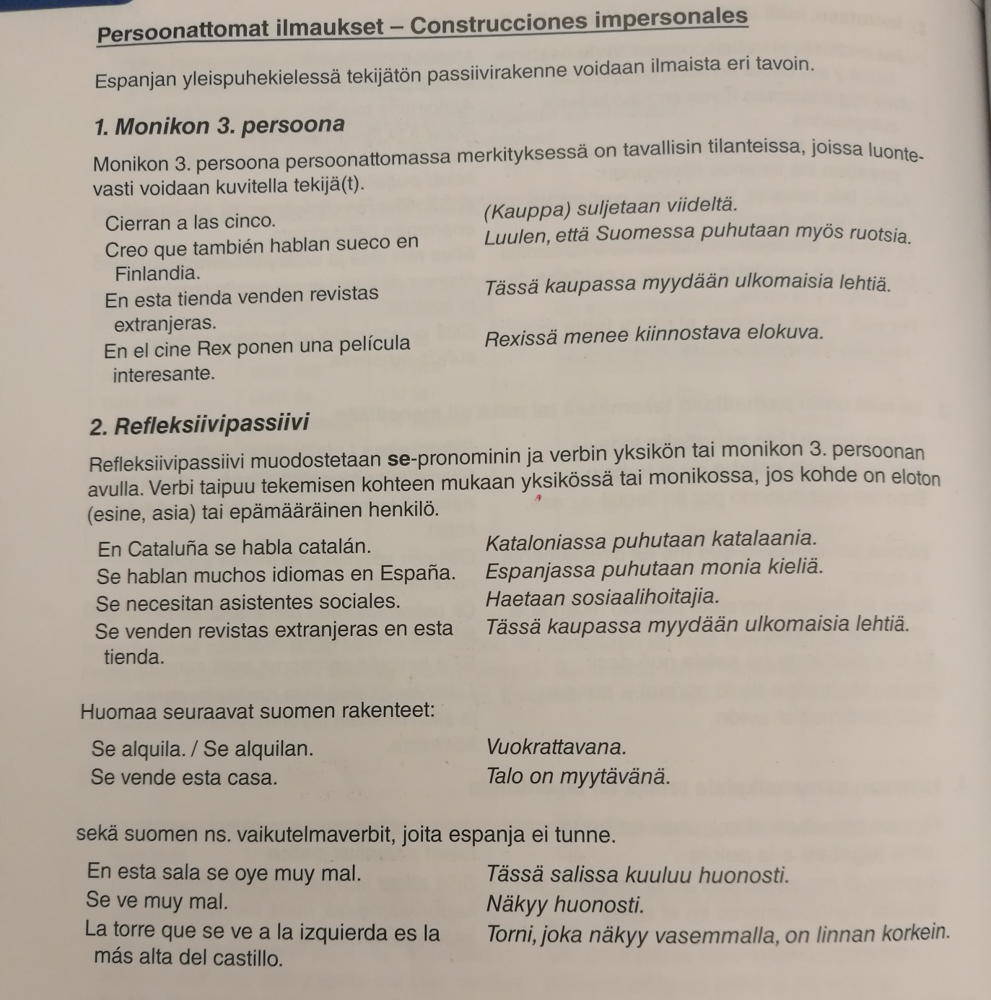 Persoonattomat ilmaukset – Construcciones impersonales
Espanjan yleispuhekielessä tekijätön passiivirakenne voidaan ilmaista eri tavoin.
1. Monikon 3. persoona
Monikon 3. persoona persoonattomassa merkityksessä on tavallisin tilanteissa, joissa luonte-
vasti voidaan kuvitella tekijä(t).
Cierran a las cinco. (Kauppa) suljetaan viideltä.
Creo que también hablan sueco en Luulen, että Suomessa puhutaan myös ruotsia.
Finlandia.
En esta tienda venden revistas Tässä kaupassa myydään ulkomaisia lehtiä.
extranjeras.
En el cine Rex ponen una película Rexissä menee kiinnostava elokuva.
interesante.
2. Refleksiivipassiivi
Refleksiivipassiivi muodostetaan se-pronominin ja verbin yksikön tai monikon 3. persoonan
avulla. Verbi taipuu tekemisen kohteen mukaan yksikössä tai monikossa, jos kohde on eloton
(esine, asia) tai epämääräinen henkilö.
En Cataluña se habla catalán. Kataloniassa puhutaan katalaania.
Se hablan muchos idiomas en España. Espanjassa puhutaan monia kieliä.
Se necesitan asistentes sociales. Haetaan sosiaalihoitajia.
Se venden revistas extranjeras en esta Tässä kaupassa myydään ulkomaisia lehtiä.
tienda.
Huomaa seuraavat suomen rakenteet:
Se alquila. / Se alquilan. Vuokrattavana.
Se vende esta casa. Talo on myytävänä.
sekä suomen ns. vaikutelmaverbit, joita espanja ei tunne.
En esta sala se oye muy mal. Tässä salissa kuuluu huonosti.
Se ve muy mal. Näkyy huonosti.
La torre que se ve a la izquierda es la Torni, joka näkyy vasemmalla, on linnan korkein.
más alta del castillo.